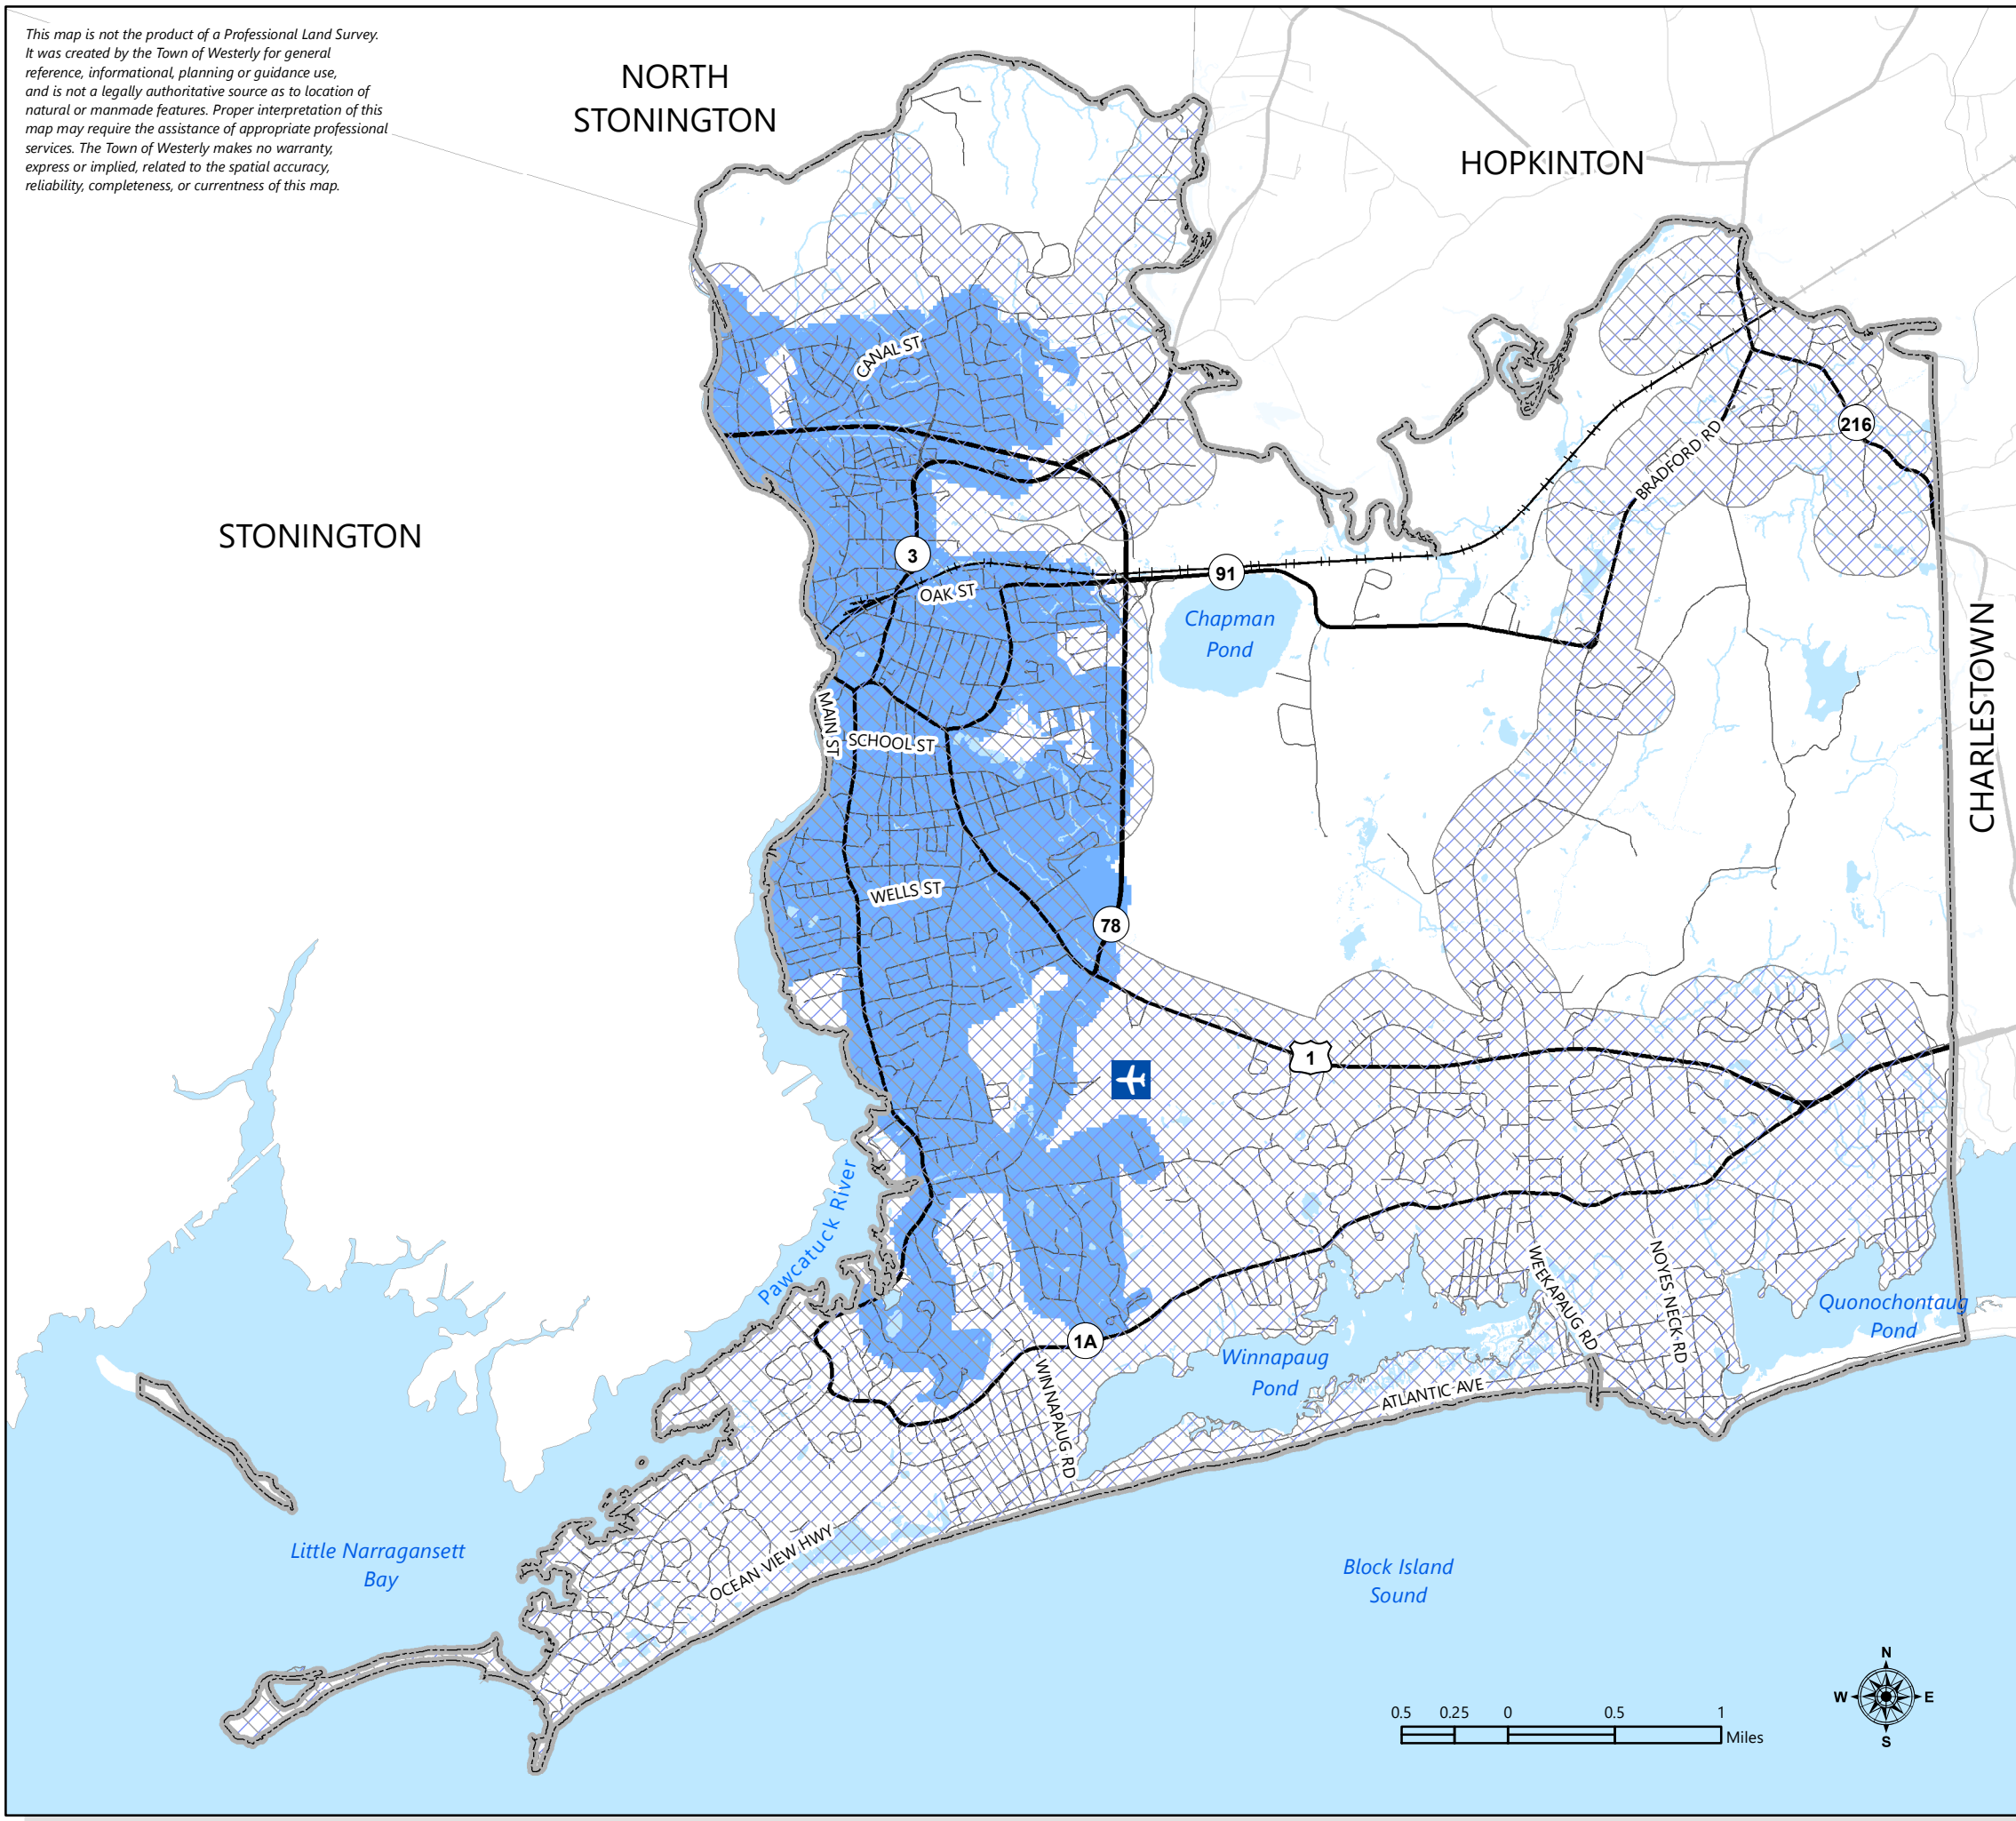 This map is not the product of a Professional Land Survey.
It was created by the Town of Westerly for general
reference, informational, planning or guidance use,
and is not a legally authoritative source as to location of
natural or manmade features. Proper interpretation of this
map may require the assistance of appropriate professional
services. The Town of Westerly makes no warranty,
express or implied, related to the spatial accuracy,
reliability, completeness, or currentness of this map.
NORTH
STONINGTON
HOPKINTON
CANAL ST
216
BRADFORD RD
STONINGTON
3
91
OAK ST
Chapman
Pond
CHARLESTOWN
MAIN ST
SCHOOL ST
WELLS ST
78
1
Pawcatuck River
WEEKAPAUG RD
NOYES NECK RD
Quonochontaug
Pond
1A
Winnapaug
Pond
WINNAPAUG RD
ATLANTIC AVE
OCEAN VIEW HWY
Little Narragansett
Bay
Block Island
Sound
N
W E
S
0.5 0.25 0 0.5 1
Miles